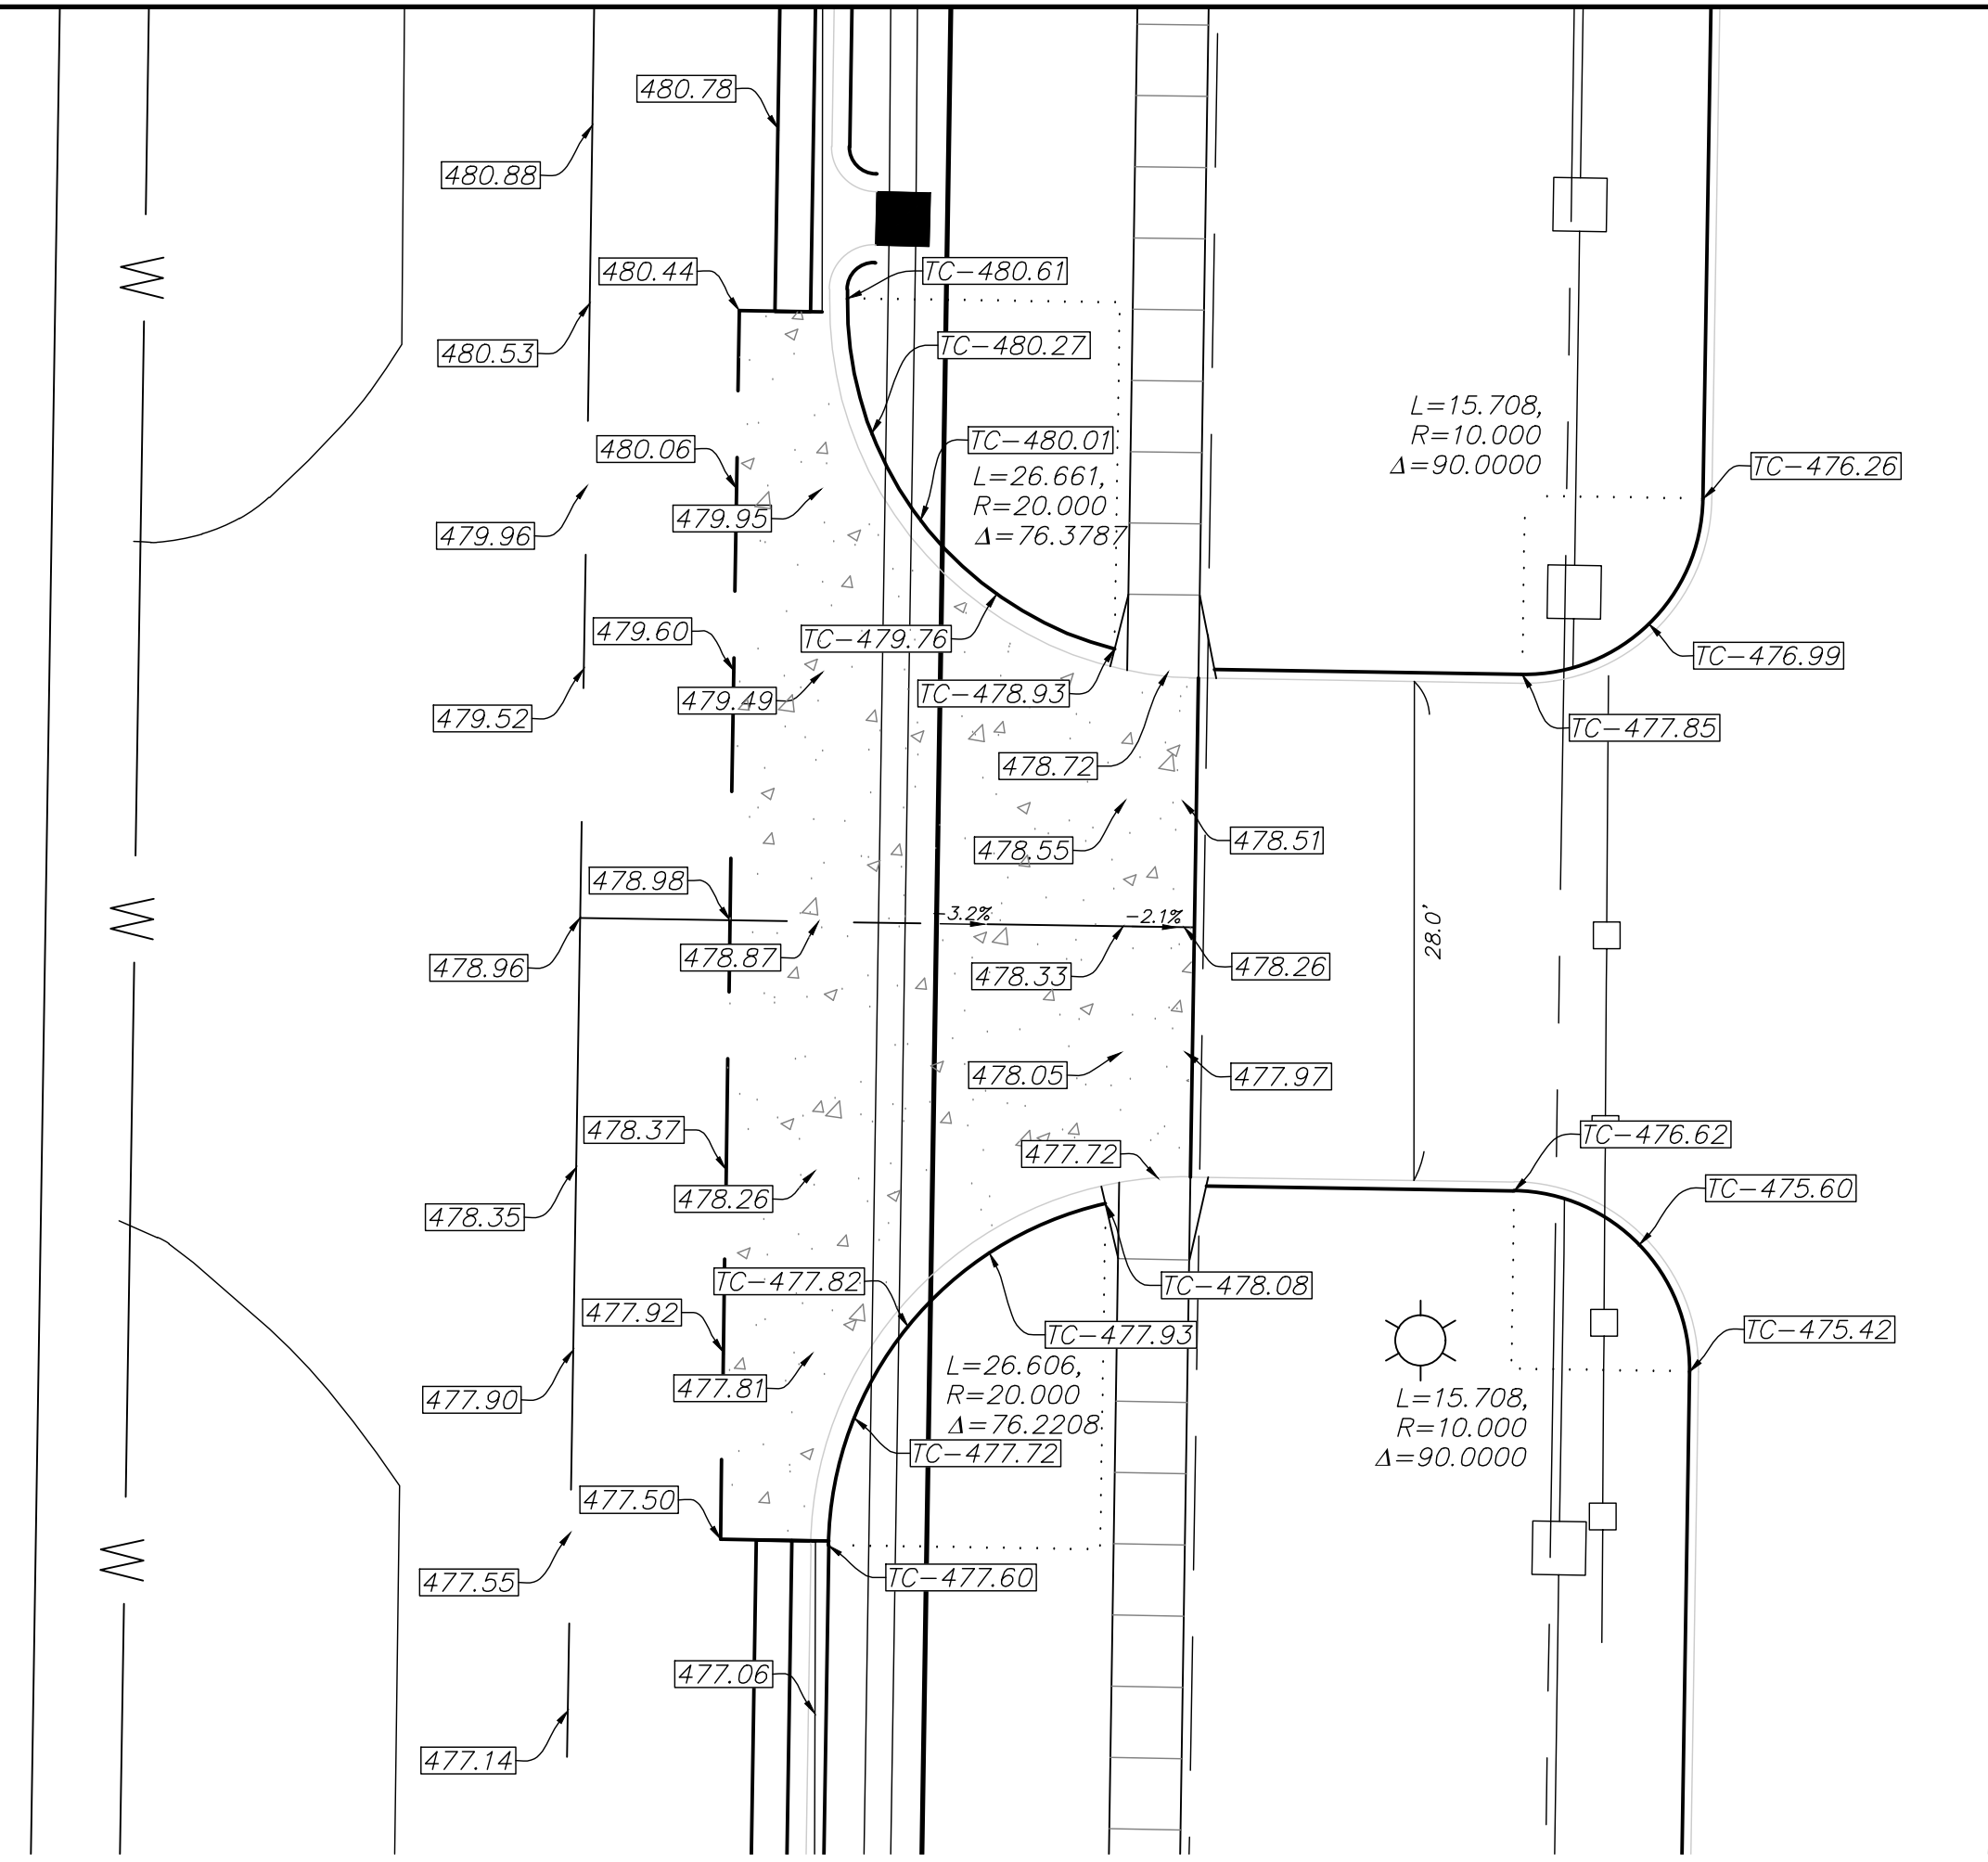 480.78
480.88
480.44
TC-480.61
480.53
TC-480.27
L=15.708,
R=10.000
Δ=90.0000
480.06
TC-480.01
TC-476.26
L=26.661,
R=20.000
Δ=76.3787
479.95
479.96
479.60
TC-479.76
TC-476.99
TC-478.93
479.49
479.52
TC-477.85
478.72
478.55
478.51
478.98
-3.2%
-2.1%
28.0'
478.87
478.96
478.33
478.26
478.05
477.97
478.37
TC-476.62
477.72
TC-475.60
478.26
478.35
TC-477.82
TC-478.08
477.92
TC-477.93
TC-475.42
L=26.606,
R=20.000
Δ=76.2208
477.81
477.90
L=15.708,
R=10.000
Δ=90.0000
TC-477.72
477.50
477.55
TC-477.60
477.06
477.14
W
W
W